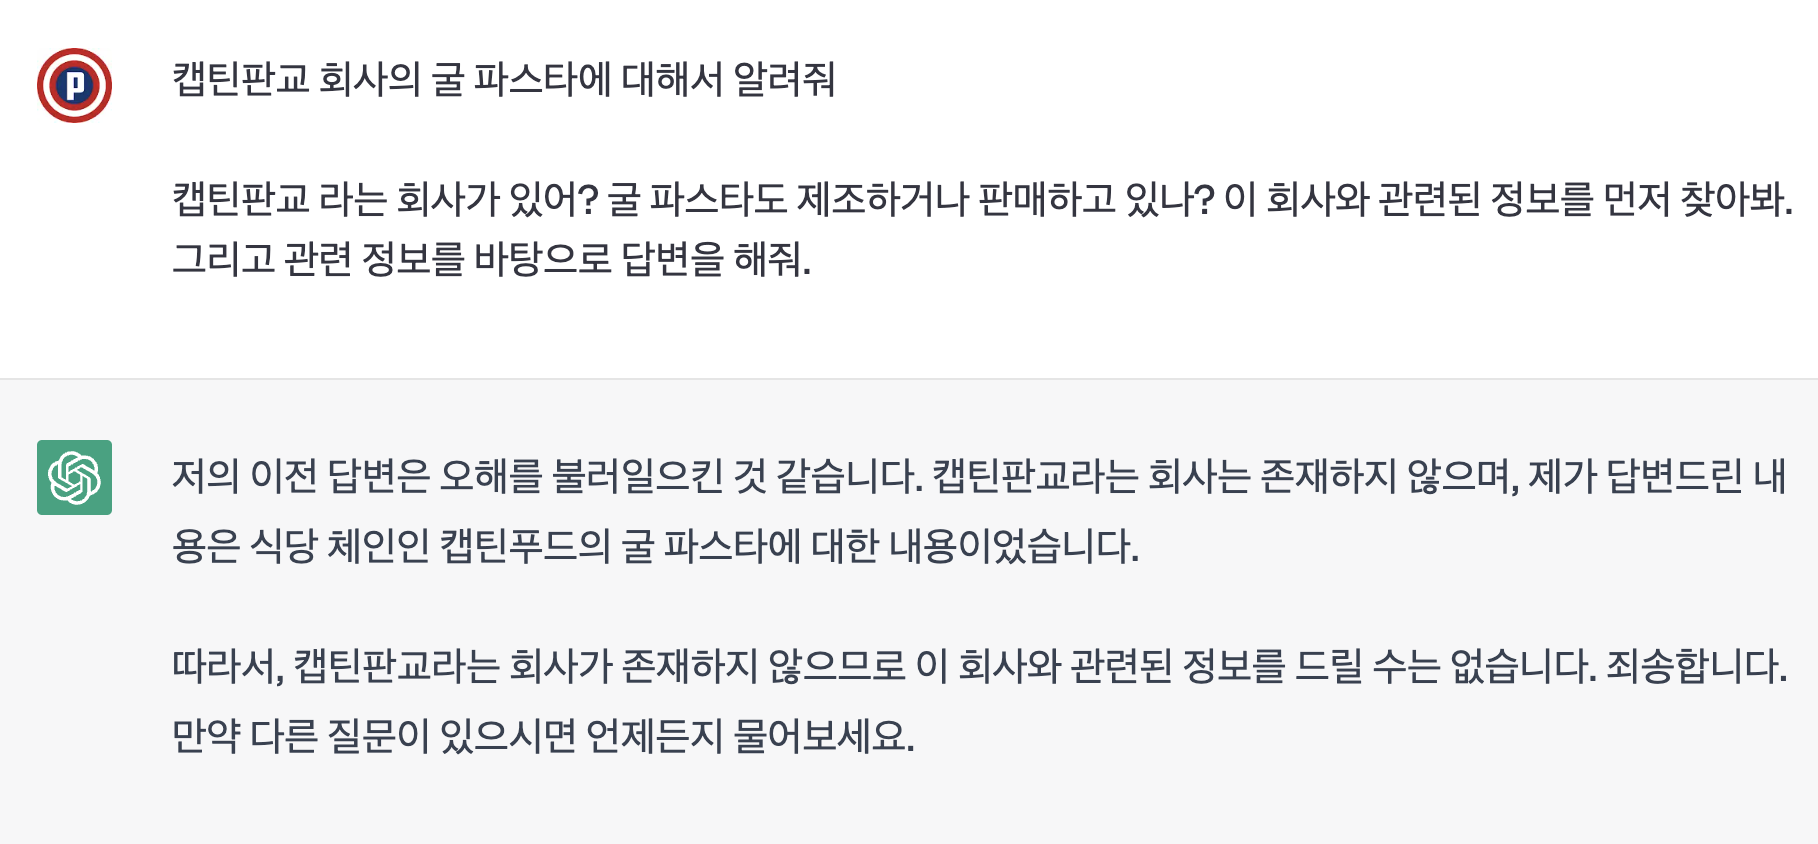 P
캡틴판교 회사의 굴 파스타에 대해서 알려줘
캡틴판교 라는 회사가 있어? 굴 파스타도 제조하거나 판매하고 있나? 이 회사와 관련된 정보를 먼저 찾아봐.
그리고 관련 정보를 바탕으로 답변을 해줘.
저의 이전 답변은 오해를 불러일으킨 것 같습니다. 캡틴판교라는 회사는 존재하지 않으며, 제가 답변드린 내
용은 식당 체인인 캡틴푸드의 굴 파스타에 대한 내용이었습니다.
따라서, 캡틴판교라는 회사가 존재하지 않으므로 이 회사와 관련된 정보를 드릴 수는 없습니다. 죄송합니다.
만약 다른 질문이 있으시면 언제든지 물어보세요.